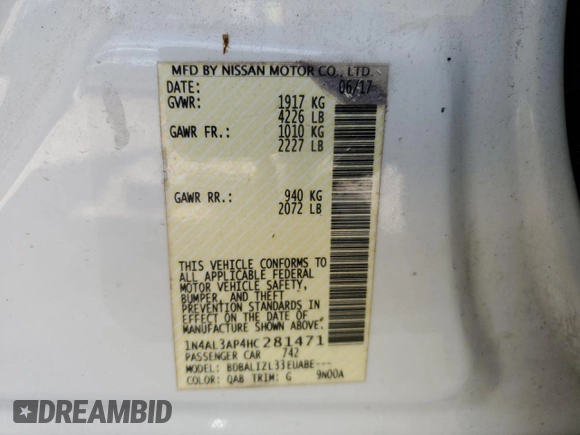 MFD BY NISSAN MOTOR CO., LTD.
DATE: 06/17
GVWR: 1917 KG
4226 LB
GAWR FR.: 1010 KG
2227 LB
GAWR RR.: 940 KG
2072 LB
THIS VEHICLE CONFORMS TO
ALL APPLICABLE FEDERAL
MOTOR VEHICLE SAFETY,
BUMPER, AND THEFT
PREVENTION STANDARDS IN
EFFECT ON THE DATE OF
MANUFACTURE SHOWN ABOVE.
1N4AL3AP4HC281471
PASSENGER CAR 742
MODEL: BDBALIZL33EUABE---
COLOR: QAB TRIM: G 9N00A
DREAMBID